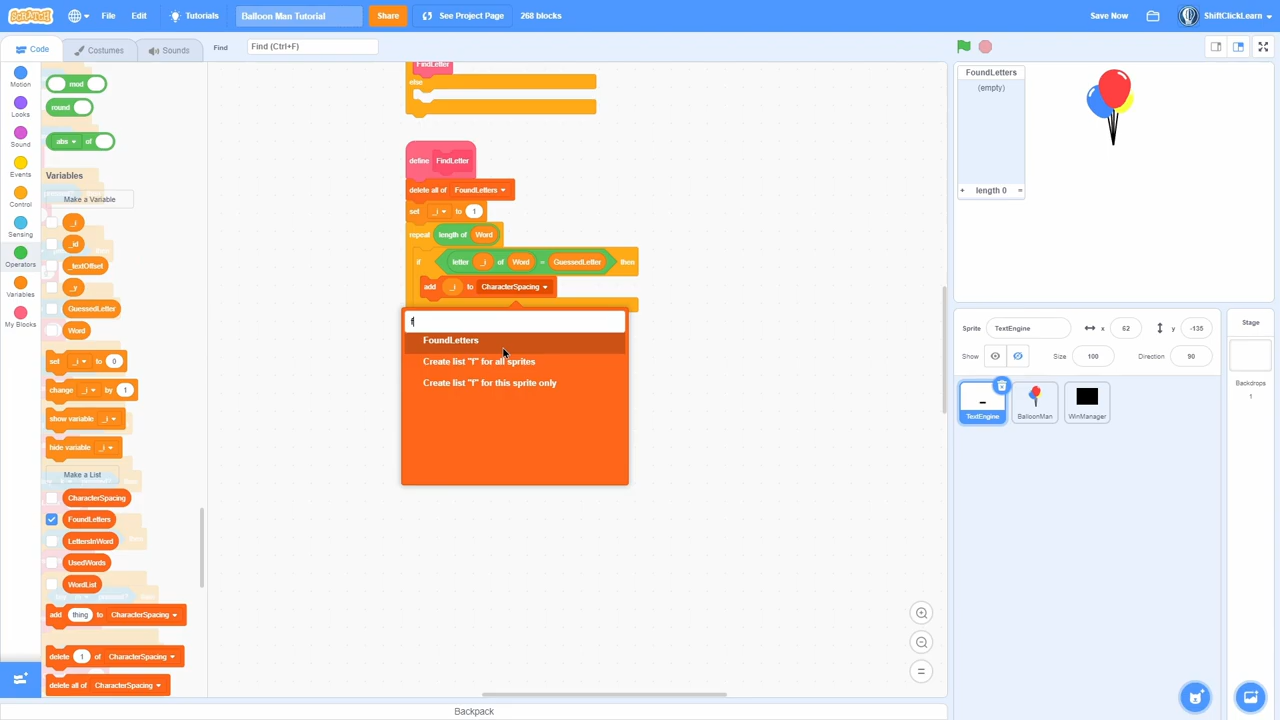 SCRATCH File Edit Tutorials Balloon Man Tutorial Share See Project Page 268 blocks Save Now ShiftClickLearn
Code Costumes Sounds Find Find (Ctrl+F)
Motion
Looks
Sound
Events
Control
Sensing
Operators
Variables
My Blocks
mod
round
abs of
Variables
Make a Variable
_i
_id
_textOffset
_y
GuessedLetter
Word
set _i to 0
change _i by 1
show variable _i
hide variable _i
Make a List
CharacterSpacing
FoundLetters
LettersInWord
UsedWords
WordList
add thing to CharacterSpacing
delete 1 of CharacterSpacing
delete all of CharacterSpacing
FindLetter
else
define FindLetter
delete all of FoundLetters
set _i to 1
repeat length of Word
if letter _i of Word = GuessedLetter then
add _i to CharacterSpacing
f
FoundLetters
Create list "f" for all sprites
Create list "f" for this sprite only
FoundLetters
(empty)
+ length 0 =
Sprite TextEngine x 62 y -135
Show Size 100 Direction 90
TextEngine
BalloonMan
WinManager
Stage
Backdrops
1
Backpack